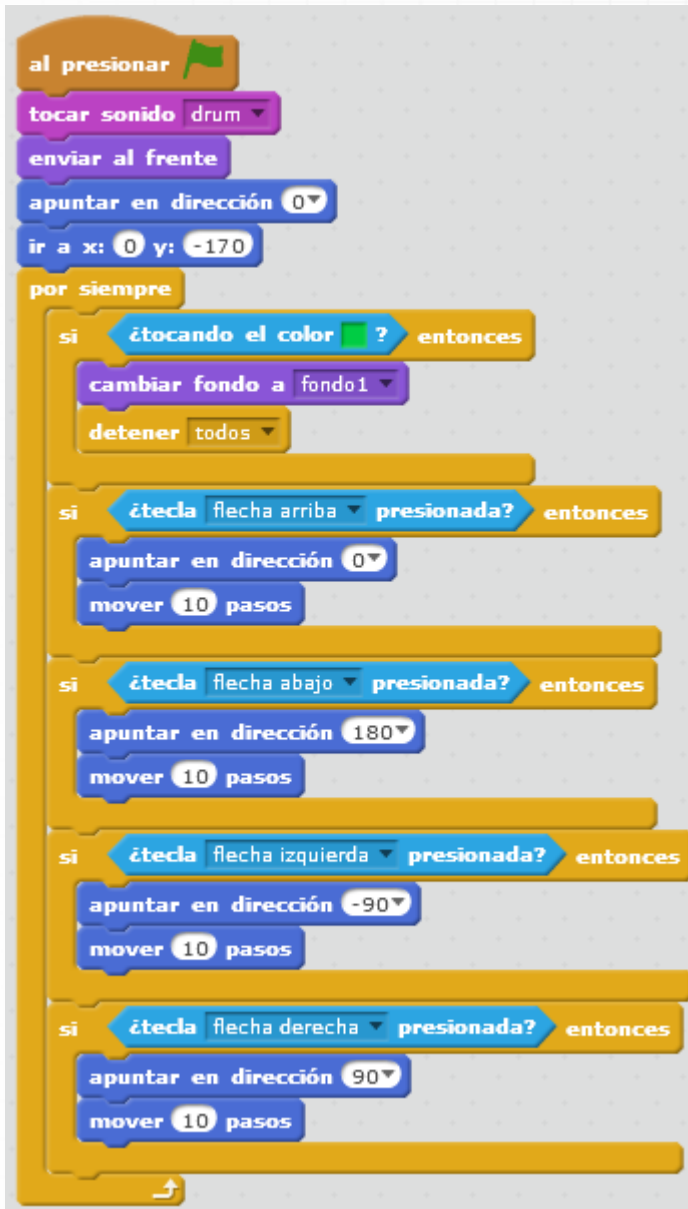 al presionar
tocar sonido drum
enviar al frente
apuntar en dirección 0
ir a x: 0 y: -170
por siempre
si ¿tocando el color ? entonces
cambiar fondo a fondo1
detener todos
si ¿tecla flecha arriba presionada? entonces
apuntar en dirección 0
mover 10 pasos
si ¿tecla flecha abajo presionada? entonces
apuntar en dirección 180
mover 10 pasos
si ¿tecla flecha izquierda presionada? entonces
apuntar en dirección -90
mover 10 pasos
si ¿tecla flecha derecha presionada? entonces
apuntar en dirección 90
mover 10 pasos